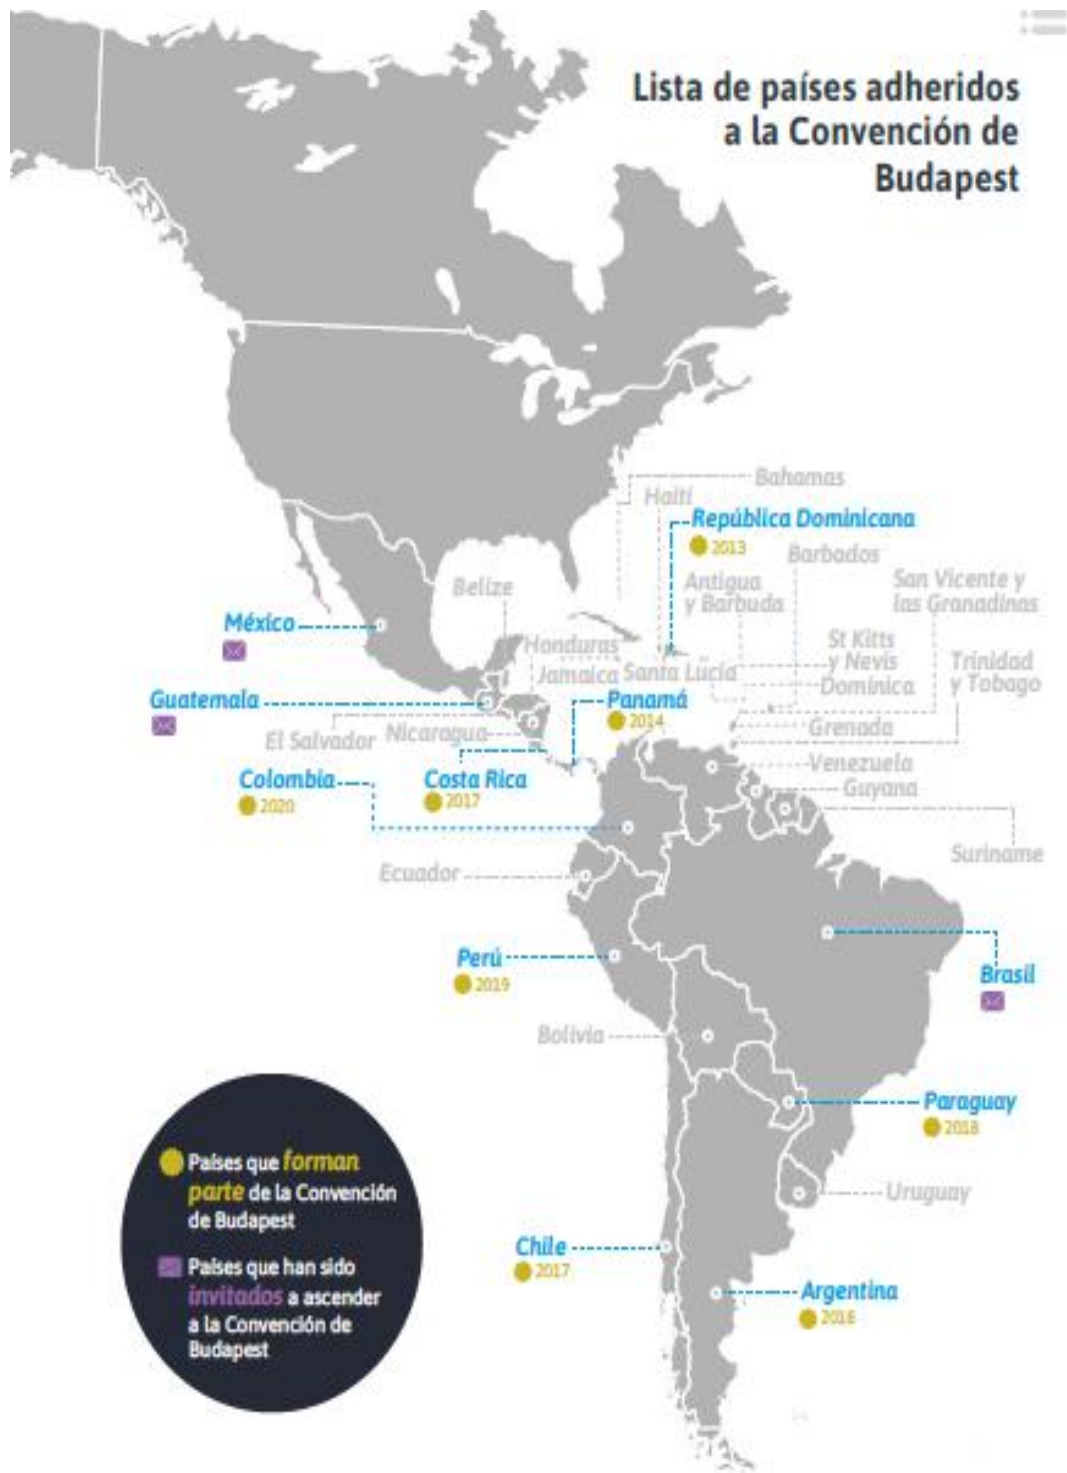 Lista de países adheridos
a la Convención de
Budapest
Bahamas
Haití
República Dominicana
2013
Barbados
Antigua
y Barbuda
San Vicente y
las Granadinas
Belize
México
Honduras
St Kitts
y Nevis
Jamaica
Santa Lucía
Trinidad
y Tobago
Dominica
Guatemala
Panamá
2014
El Salvador
Nicaragua
Grenada
Venezuela
Colombia
2020
Costa Rica
2017
Guyana
Suriname
Ecuador
Perú
2019
Brasil
Bolivia
Paraguay
2018
Uruguay
Chile
2017
Argentina
Países que forman
parte de la Convención
de Budapest
Países que han sido
invitados a ascender
a la Convención de
Budapest